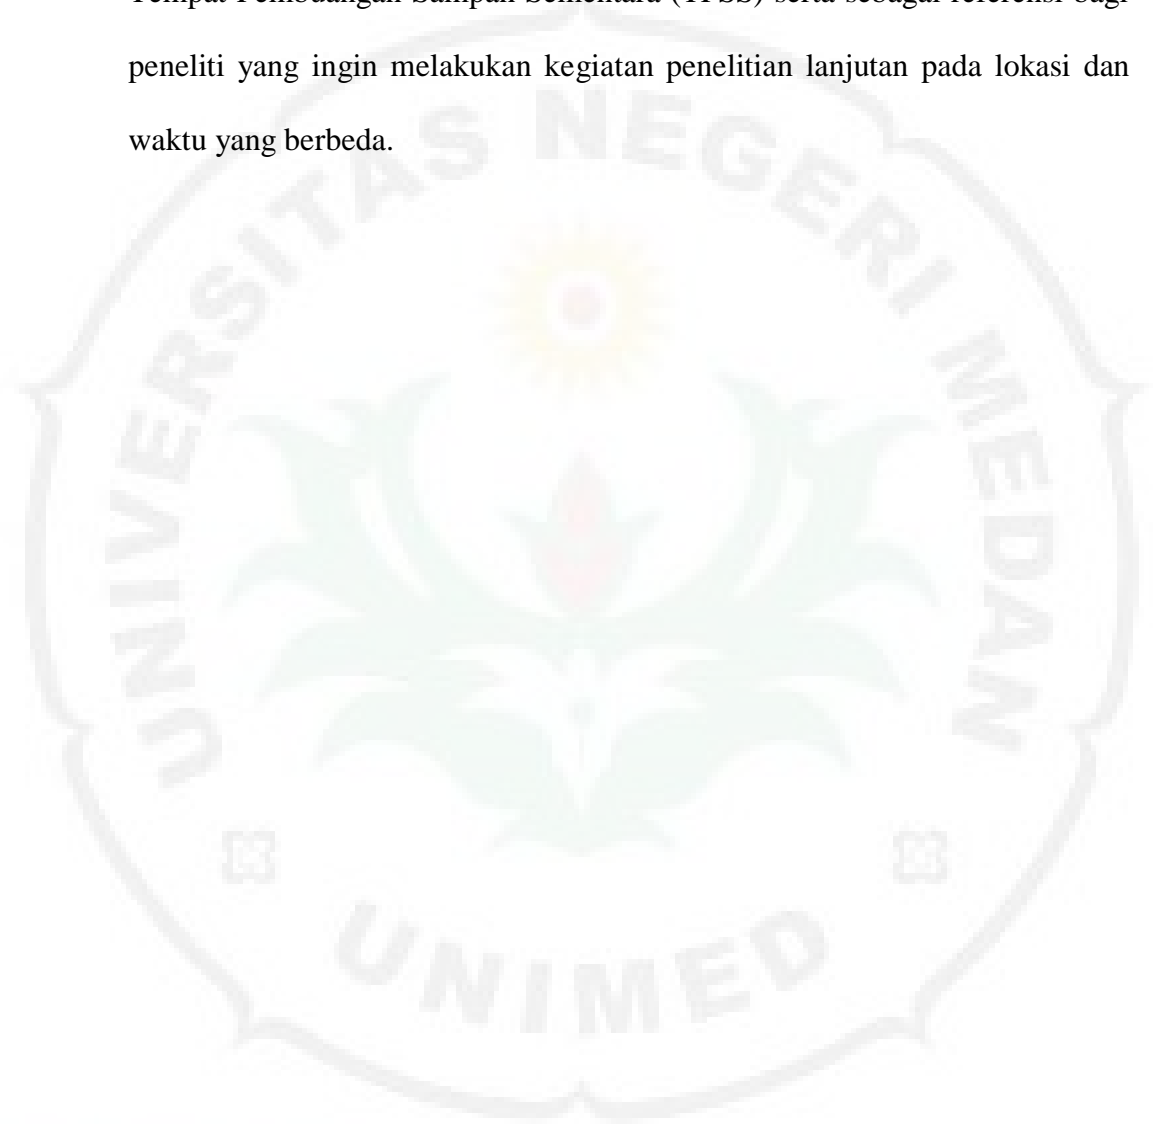 Tempat Pembuangan Sampah Sementara (TPSS) serta sebagai referensi bagi
peneliti yang ingin melakukan kegiatan penelitian lanjutan pada lokasi dan
waktu yang berbeda.
UNIVERSITAS NEGERI MEDAN
UNIMED